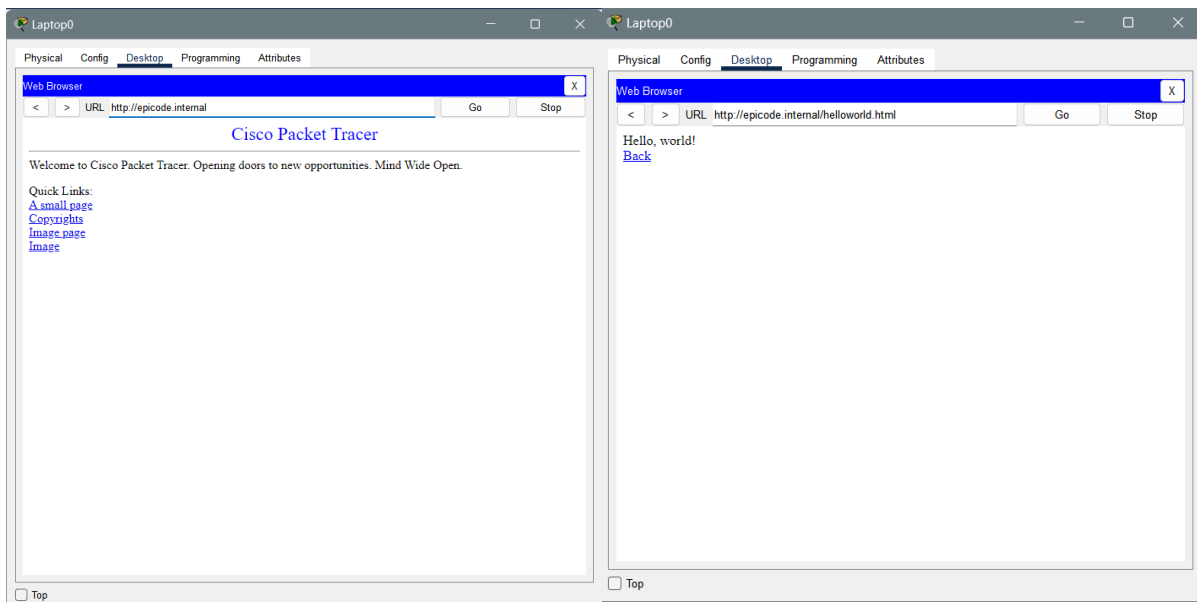 Laptop0
Physical Config Desktop Programming Attributes
Web Browser X
< > URL http://epicode.internal Go Stop
Cisco Packet Tracer
Welcome to Cisco Packet Tracer. Opening doors to new opportunities. Mind Wide Open.
Quick Links:
A small page
Copyrights
Image page
Image
Top
Laptop0
Physical Config Desktop Programming Attributes
Web Browser X
< > URL http://epicode.internal/helloworld.html Go Stop
Hello, world!
Back
Top